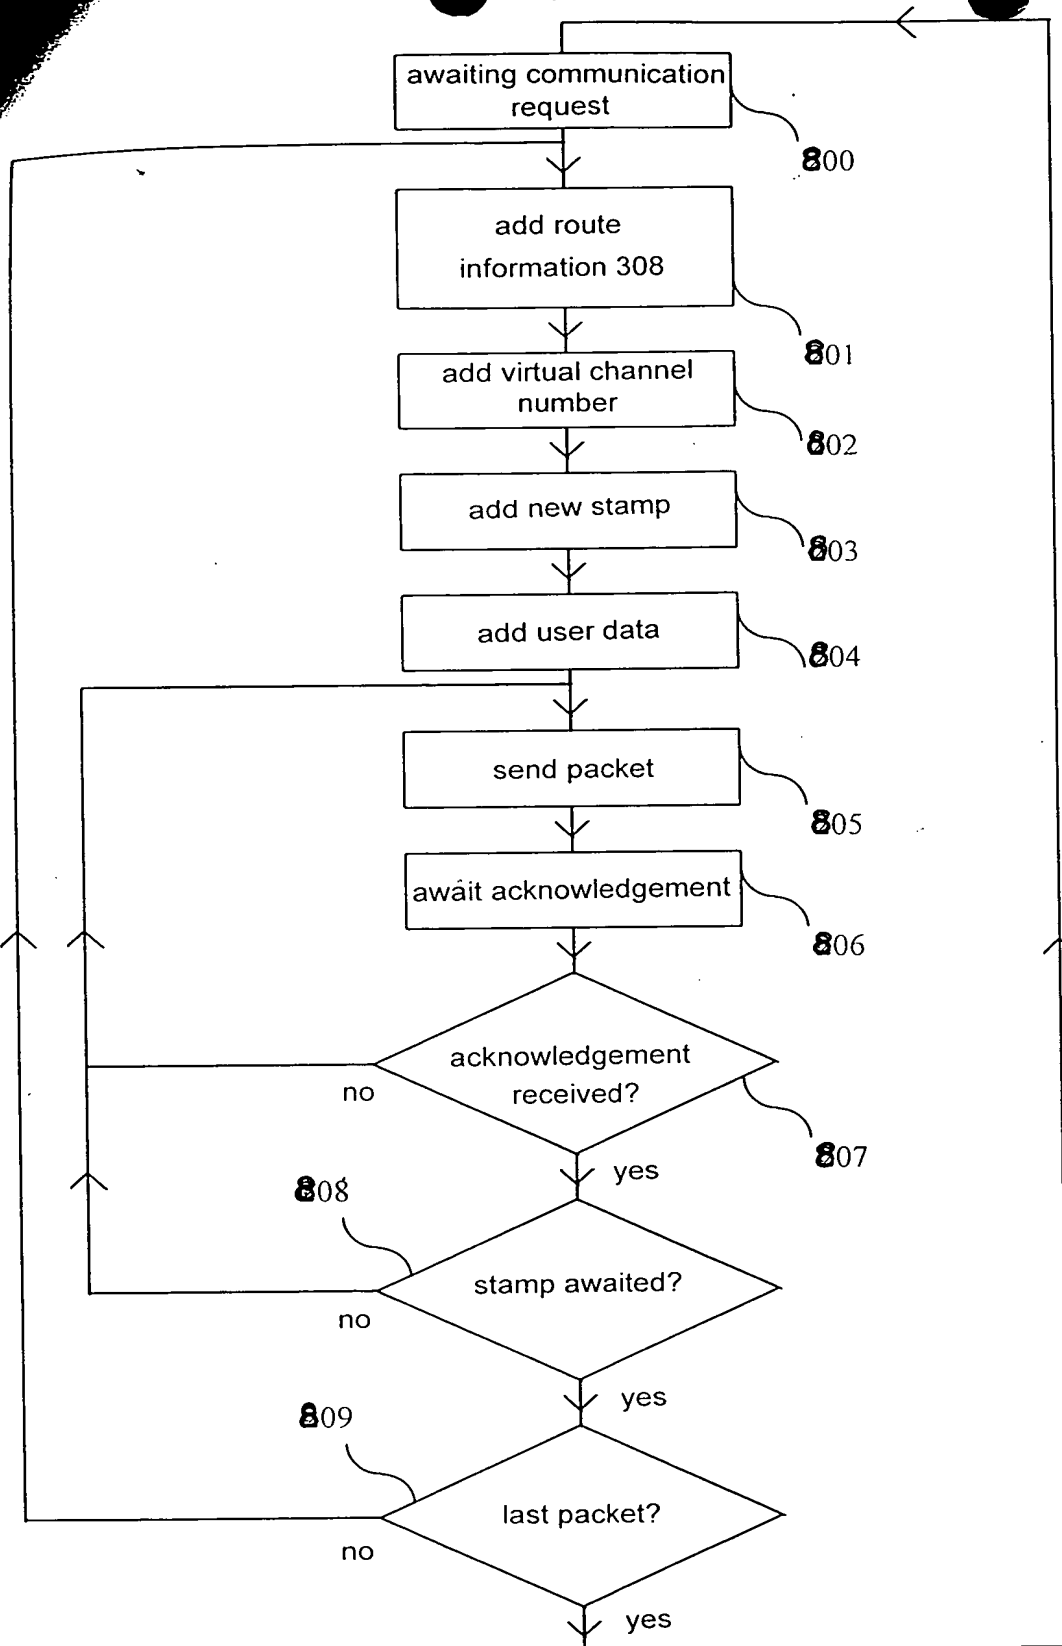 awaiting communication
request
800
add route
information 308
801
add virtual channel
number
802
add new stamp
803
add user data
804
send packet
805
await acknowledgement
806
acknowledgement
received?
no
807
yes
808
stamp awaited?
no
yes
809
last packet?
no
yes